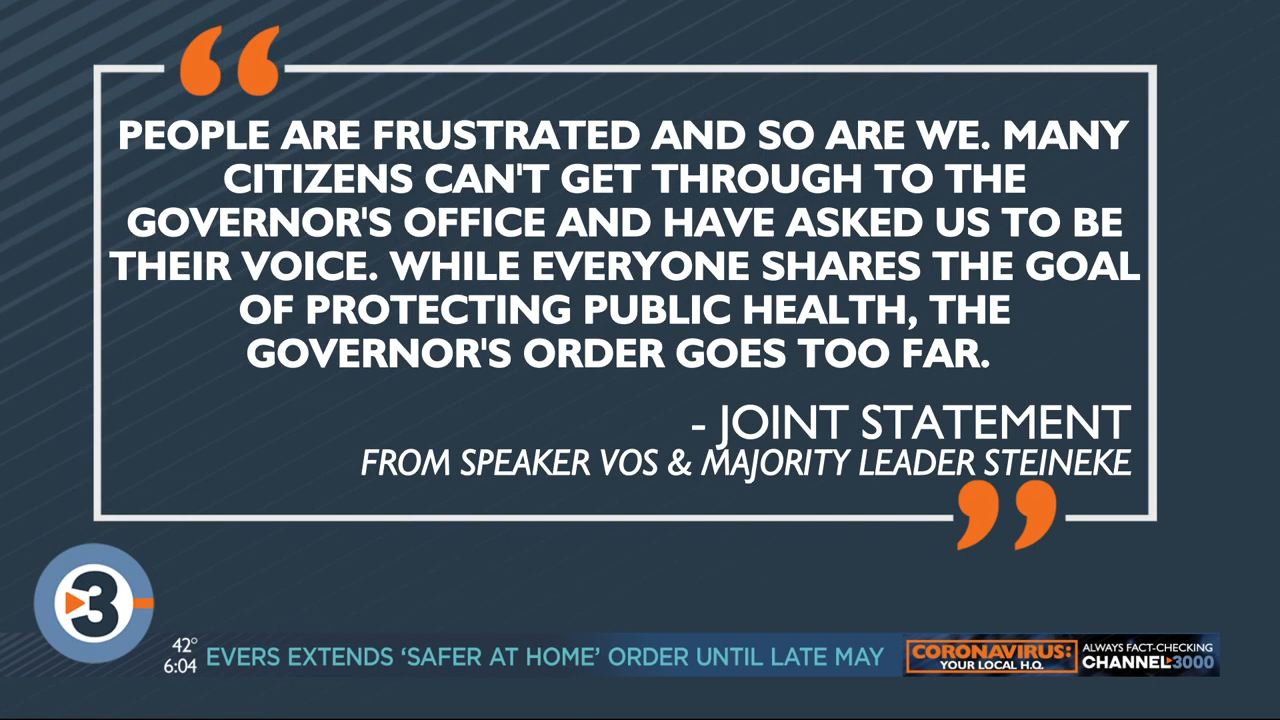 “
PEOPLE ARE FRUSTRATED AND SO ARE WE. MANY
CITIZENS CAN'T GET THROUGH TO THE
GOVERNOR'S OFFICE AND HAVE ASKED US TO BE
THEIR VOICE. WHILE EVERYONE SHARES THE GOAL
OF PROTECTING PUBLIC HEALTH, THE
GOVERNOR'S ORDER GOES TOO FAR.
- JOINT STATEMENT
FROM SPEAKER VOS & MAJORITY LEADER STEINEKE
”
3
42°
6:04
EVERS EXTENDS ‘SAFER AT HOME’ ORDER UNTIL LATE MAY
CORONAVIRUS:
YOUR LOCAL H.Q.
ALWAYS FACT-CHECKING
CHANNEL3000